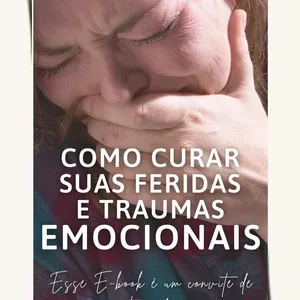 COMO CURAR
SUAS FERIDAS
E TRAUMAS
EMOCIONAIS
Esse E-book é um convite de